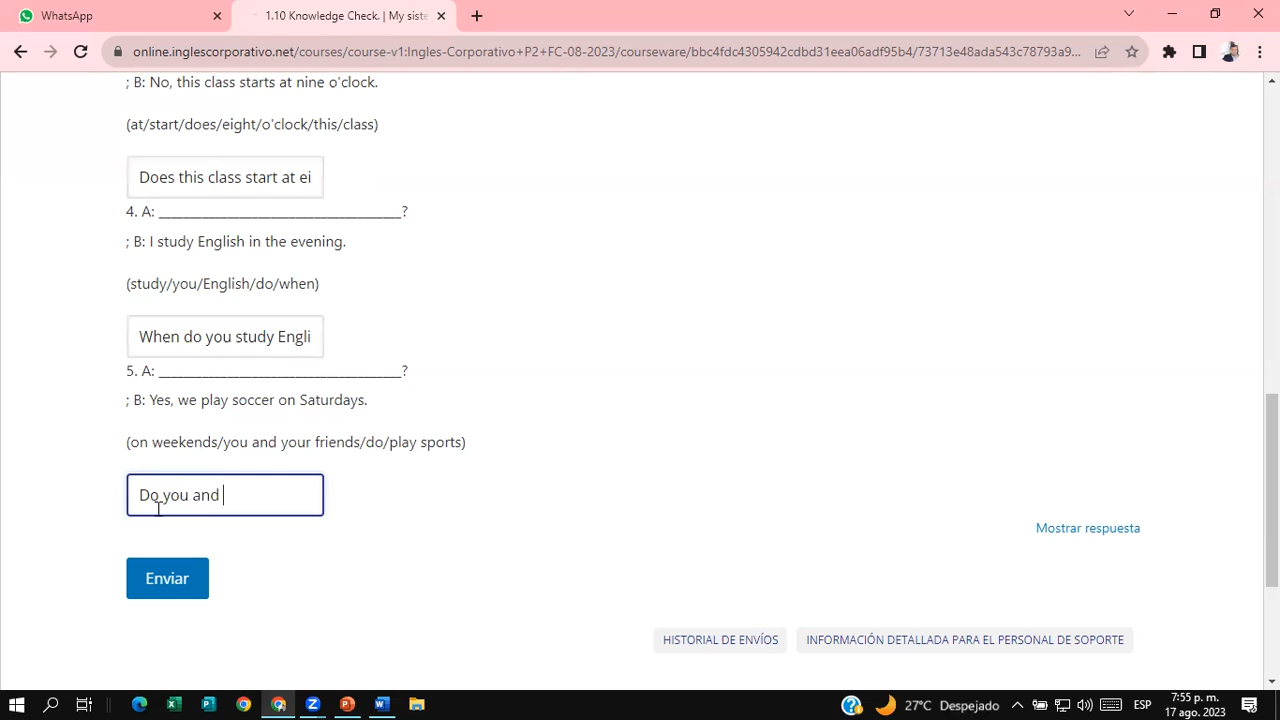 WhatsApp
1.10 Knowledge Check. | My siste
online.inglescorporativo.net/courses/course-v1:Ingles-Corporativo+P2+FC-08-2023/courseware/bbc4fdc4305942cdbd31eea06adf95b4/73713e48ada543c78793a9...
; B: No, this class starts at nine o'clock.
(at/start/does/eight/o'clock/this/class)
Does this class start at ei
4. A: ___________________________________?
; B: I study English in the evening.
(study/you/English/do/when)
When do you study Engli
5. A: ___________________________________?
; B: Yes, we play soccer on Saturdays.
(on weekends/you and your friends/do/play sports)
Do you and
Mostrar respuesta
Enviar
HISTORIAL DE ENVÍOS
INFORMACIÓN DETALLADA PARA EL PERSONAL DE SOPORTE
27°C Despejado
ESP
7:55 p. m.
17 ago. 2023